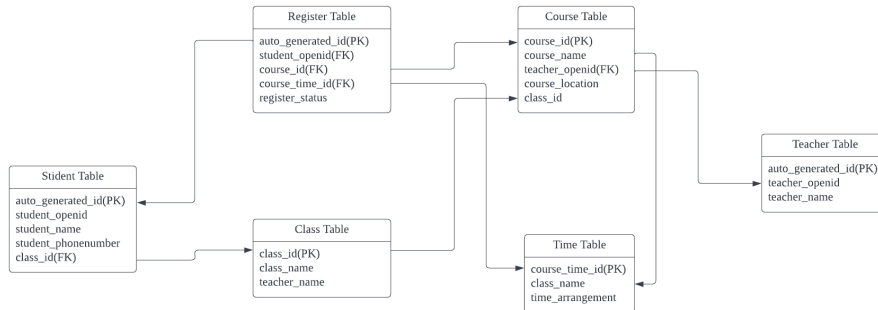 Register Table
auto_generated_id(PK)
student_openid(FK)
course_id(FK)
course_time_id(FK)
register_status
Course Table
course_id(PK)
course_name
teacher_openid(FK)
course_location
class_id
Teacher Table
auto_generated_id(PK)
teacher_openid
teacher_name
Stident Table
auto_generated_id(PK)
student_openid
student_name
student_phonenumber
class_id(FK)
Class Table
class_id(PK)
class_name
teacher_name
Time Table
course_time_id(PK)
class_name
time_arrangement